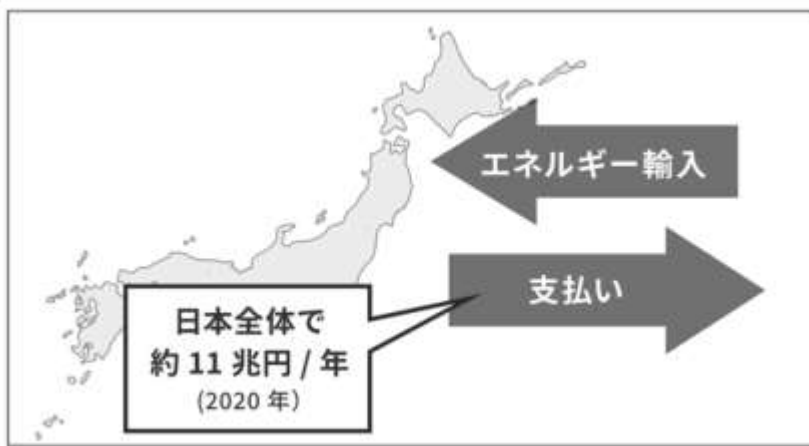 エネルギー輸入
支払い
日本全体で
約 11 兆円 / 年
(2020 年)